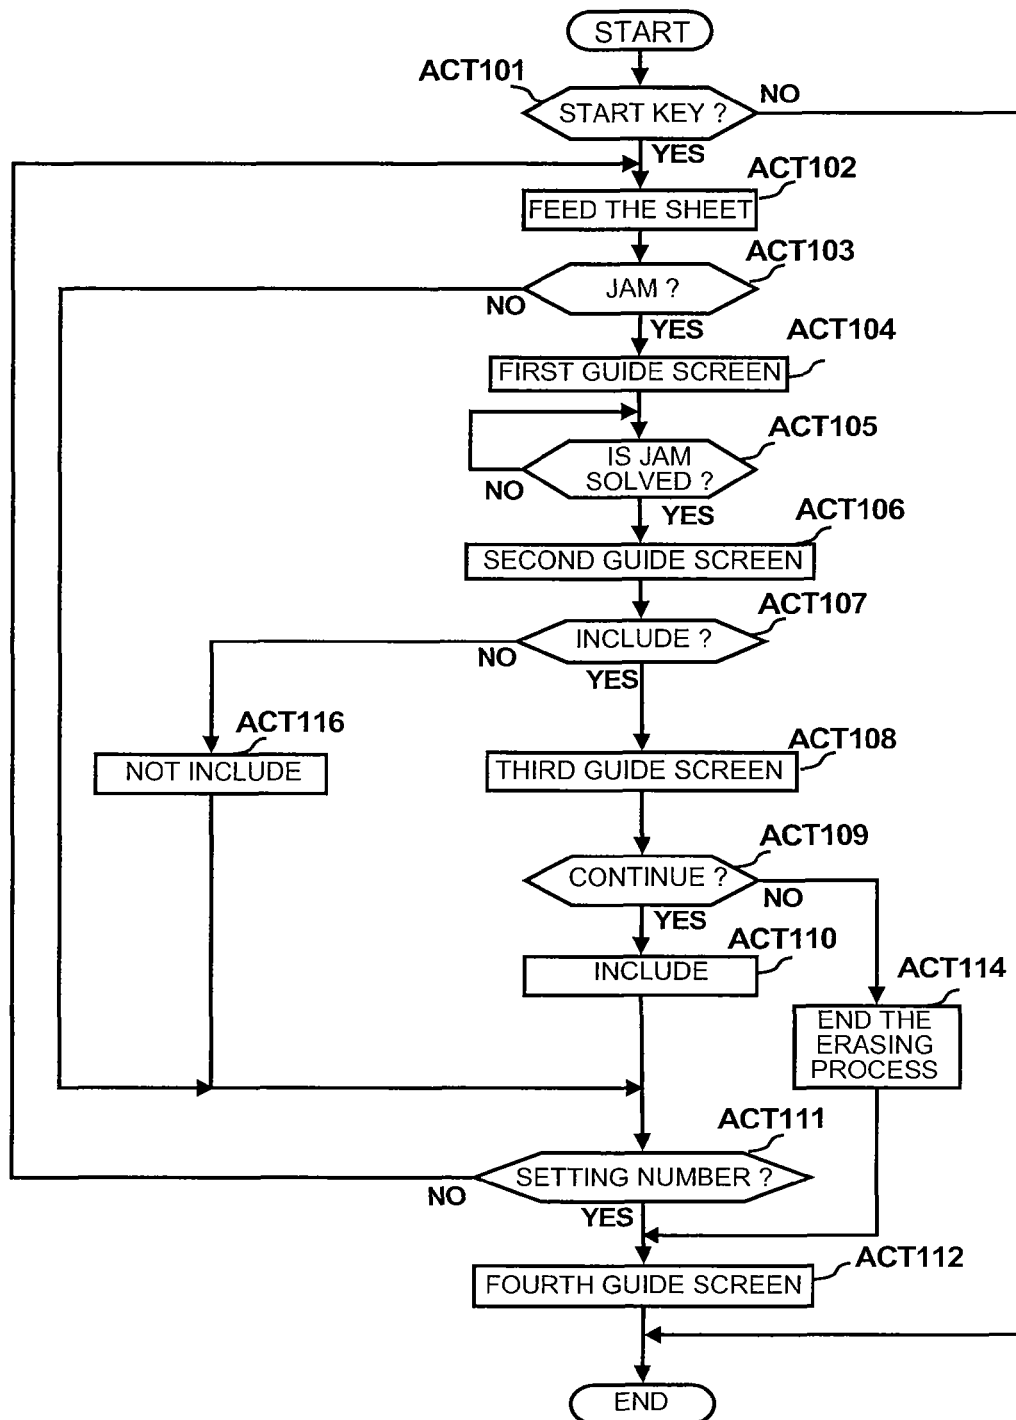 START
ACT101
START KEY ?
NO
YES
ACT102
FEED THE SHEET
ACT103
JAM ?
NO
YES
ACT104
FIRST GUIDE SCREEN
ACT105
IS JAM
SOLVED ?
NO
YES
ACT106
SECOND GUIDE SCREEN
ACT107
INCLUDE ?
NO
YES
ACT116
NOT INCLUDE
ACT108
THIRD GUIDE SCREEN
ACT109
CONTINUE ?
NO
YES
ACT110
INCLUDE
ACT114
END THE
ERASING
PROCESS
ACT111
SETTING NUMBER ?
NO
YES
ACT112
FOURTH GUIDE SCREEN
END